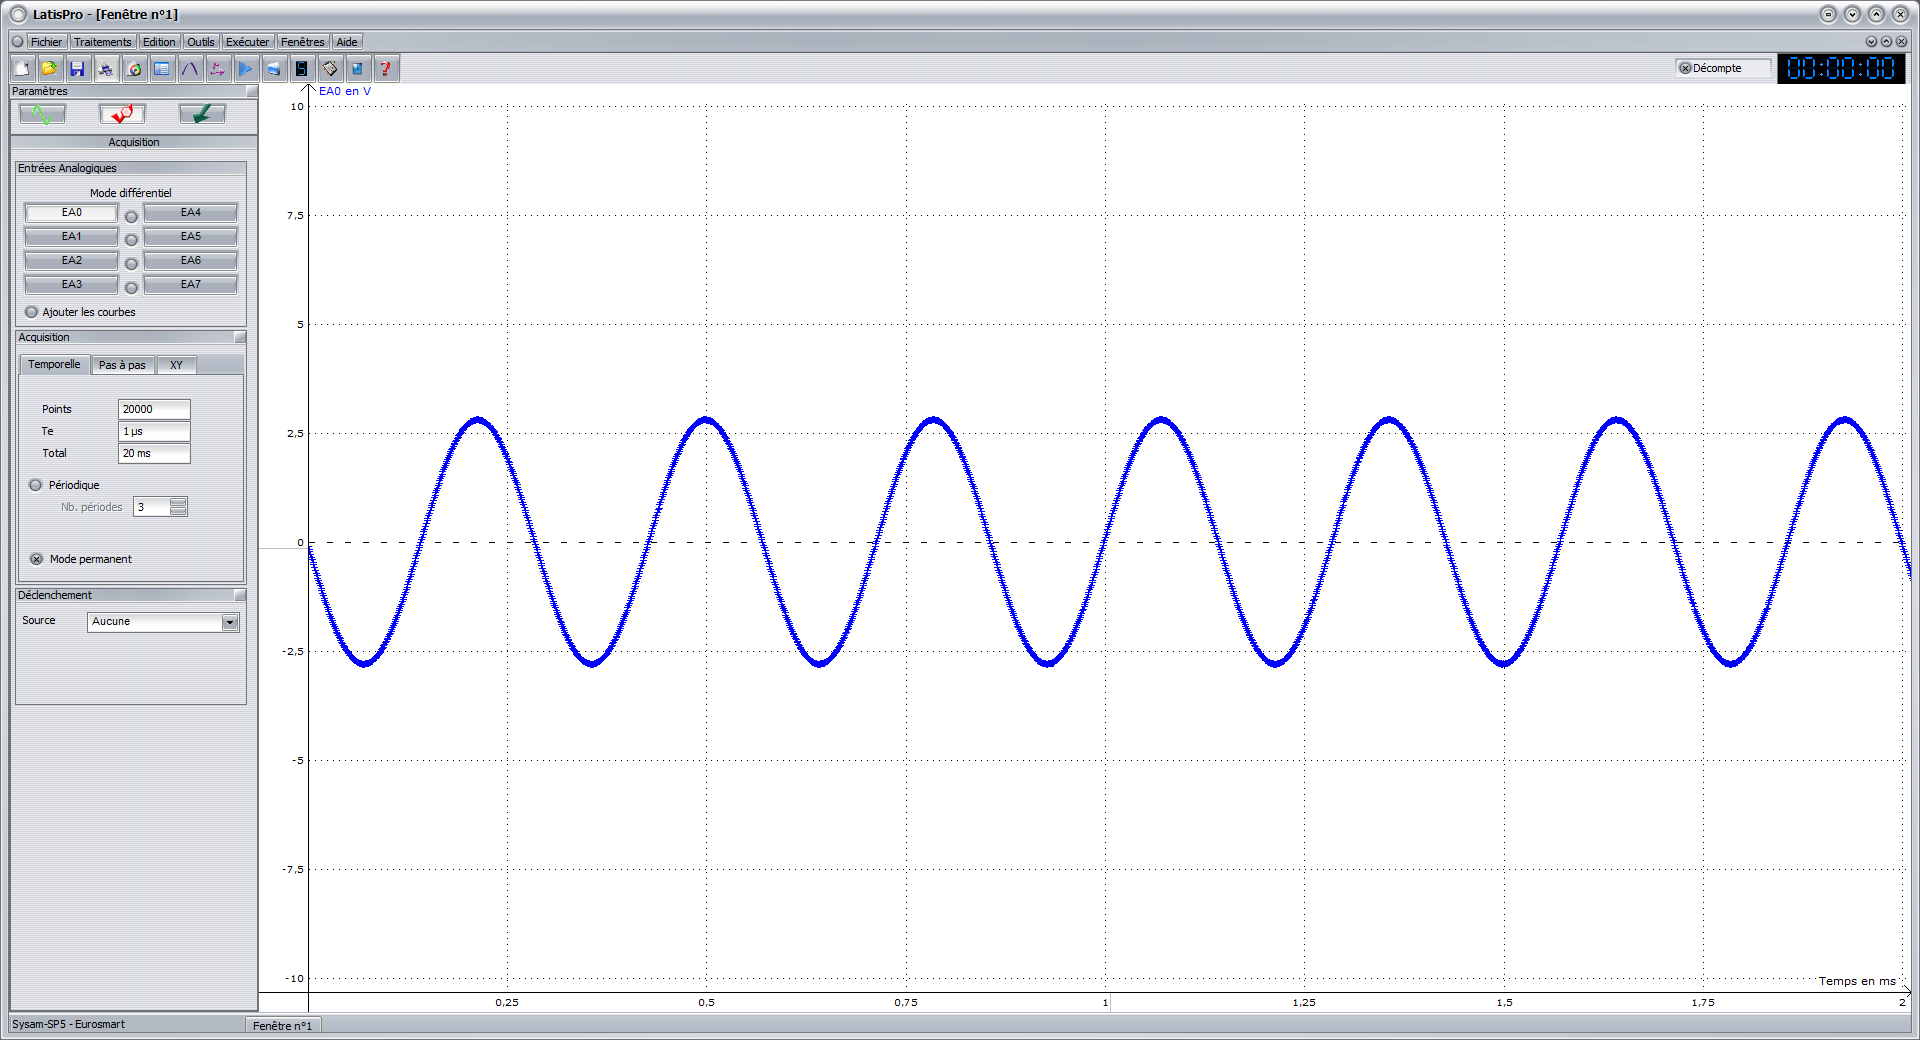 LatisPro - [Fenêtre n°1]
Fichier Traitements Edition Outils Exécuter Fenêtres Aide
Décompte 00:00:00
Paramètres
Acquisition
Entrées Analogiques
Mode différentiel
EA0 EA4
EA1 EA5
EA2 EA6
EA3 EA7
Ajouter les courbes
Acquisition
Temporelle Pas à pas XY
Points 20000
Te 1 µs
Total 20 ms
Périodique
Nb. périodes 3
Mode permanent
Déclenchement
Source Aucune
EA0 en V
10
7,5
5
2,5
0
-2,5
-5
-7,5
-10
Temps en ms
0,25 0,5 0,75 1 1,25 1,5 1,75 2
Sysam-SP5 - Eurosmart
Fenêtre n°1